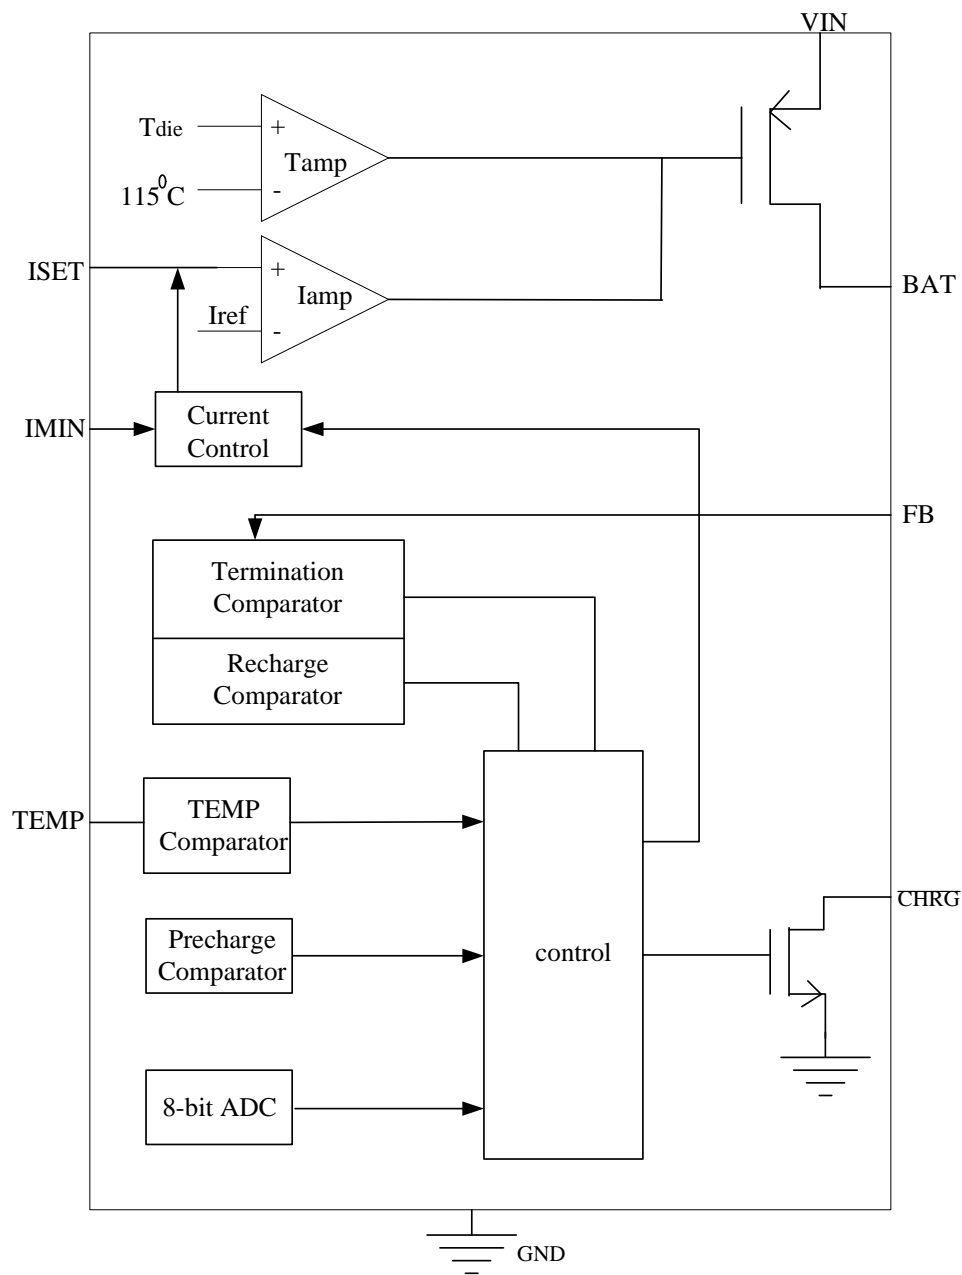 VIN
Tdie
+
Tamp
115⁰C
-
ISET
+
Iamp
BAT
Iref
-
IMIN
Current
Control
FB
Termination
Comparator
Recharge
Comparator
TEMP
TEMP
Comparator
CHRG
Precharge
Comparator
control
8-bit ADC
GND